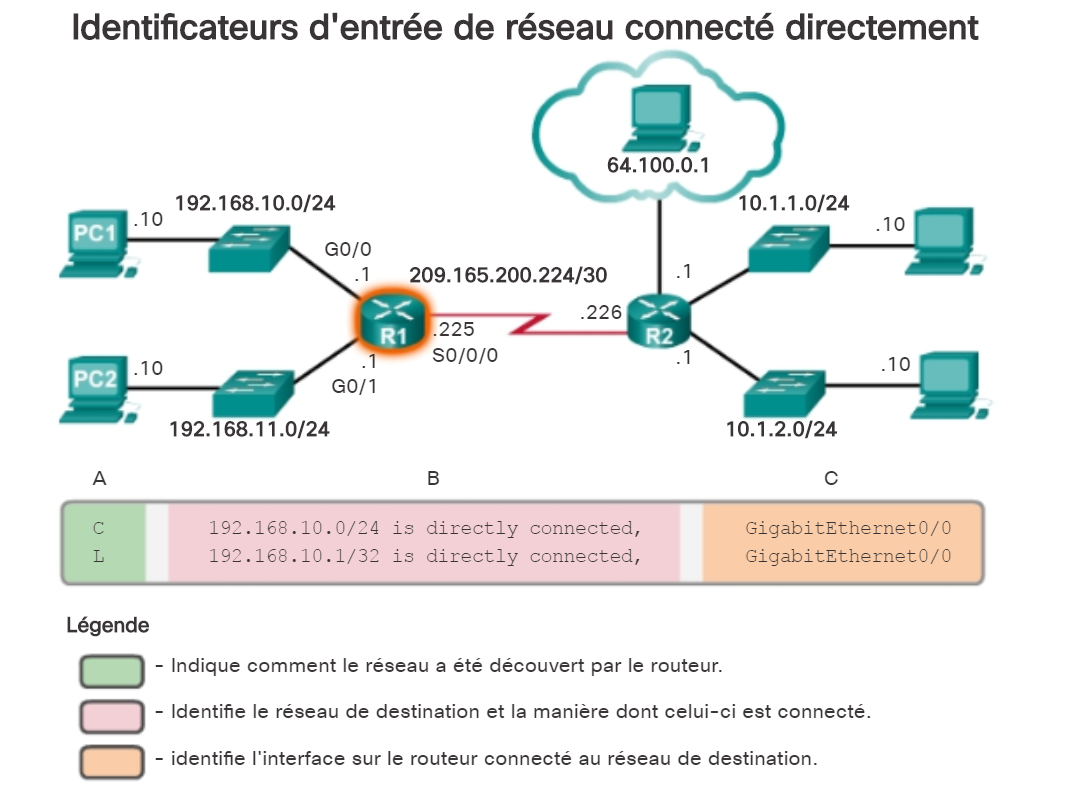 Identificateurs d'entrée de réseau connecté directement
64.100.0.1
192.168.10.0/24
10.1.1.0/24
PC1
.10
.10
G0/0
.1
209.165.200.224/30
.1
R1
.225
S0/0/0
.226
R2
PC2
.10
.1
G0/1
.1
.10
192.168.11.0/24
10.1.2.0/24
A B C
C 192.168.10.0/24 is directly connected, GigabitEthernet0/0
L 192.168.10.1/32 is directly connected, GigabitEthernet0/0
Légende
- Indique comment le réseau a été découvert par le routeur.
- Identifie le réseau de destination et la manière dont celui-ci est connecté.
- identifie l'interface sur le routeur connecté au réseau de destination.